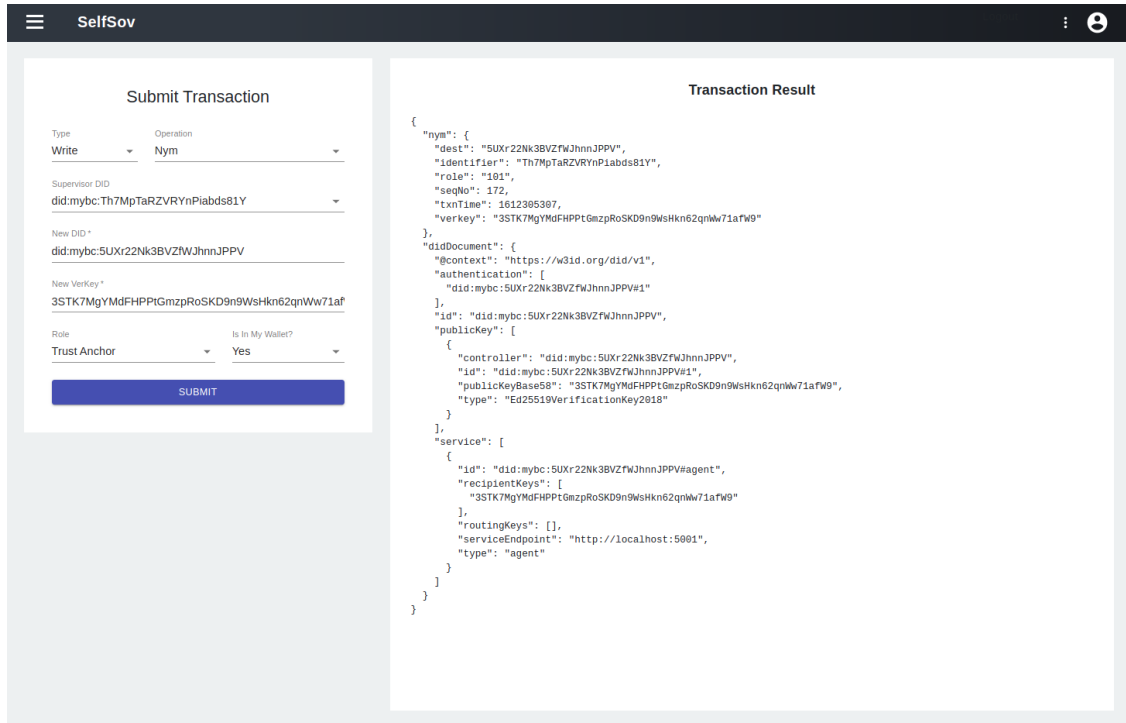 SelfSov
Submit Transaction
Type
Operation
Write
Nym
Supervisor DID
did:mybc:Th7MpTaRZVRYnPiabds81Y
New DID *
did:mybc:5UXr22Nk3BVZfWJhnnJPPV
New VerKey *
3STK7MgYMdFHPPtGmzpRoSKD9n9WsHkn62qnWw71af
Role
Is In My Wallet?
Trust Anchor
Yes
SUBMIT
Transaction Result
{
  "nym": {
    "dest": "5UXr22Nk3BVZfWJhnnJPPV",
    "identifier": "Th7MpTaRZVRYnPiabds81Y",
    "role": "101",
    "seqNo": 172,
    "txnTime": 1612305307,
    "verkey": "3STK7MgYMdFHPPtGmzpRoSKD9n9WsHkn62qnWw71afW9"
  },
  "didDocument": {
    "@context": "https://w3id.org/did/v1",
    "authentication": [
      "did:mybc:5UXr22Nk3BVZfWJhnnJPPV#1"
    ],
    "id": "did:mybc:5UXr22Nk3BVZfWJhnnJPPV",
    "publicKey": [
      {
        "controller": "did:mybc:5UXr22Nk3BVZfWJhnnJPPV",
        "id": "did:mybc:5UXr22Nk3BVZfWJhnnJPPV#1",
        "publicKeyBase58": "3STK7MgYMdFHPPtGmzpRoSKD9n9WsHkn62qnWw71afW9",
        "type": "Ed25519VerificationKey2018"
      }
    ],
    "service": [
      {
        "id": "did:mybc:5UXr22Nk3BVZfWJhnnJPPV#agent",
        "recipientKeys": [
          "3STK7MgYMdFHPPtGmzpRoSKD9n9WsHkn62qnWw71afW9"
        ],
        "routingKeys": [],
        "serviceEndpoint": "http://localhost:5001",
        "type": "agent"
      }
    ]
  }
}